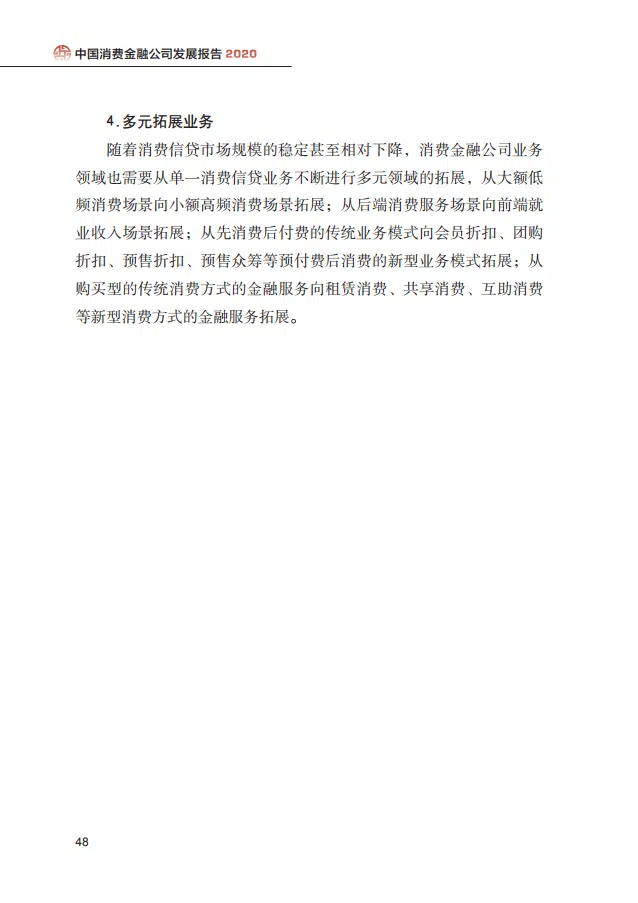 中国消费金融公司发展报告 2020
4.多元拓展业务
随着消费信贷市场规模的稳定甚至相对下降，消费金融公司业务
领域也需要从单一消费信贷业务不断进行多元领域的拓展，从大额低
频消费场景向小额高频消费场景拓展；从后端消费服务场景向前端就
业收入场景拓展；从先消费后付费的传统业务模式向会员折扣、团购
折扣、预售折扣、预售众筹等预付费后消费的新型业务模式拓展；从
购买型的传统消费方式的金融服务向租赁消费、共享消费、互助消费
等新型消费方式的金融服务拓展。
48